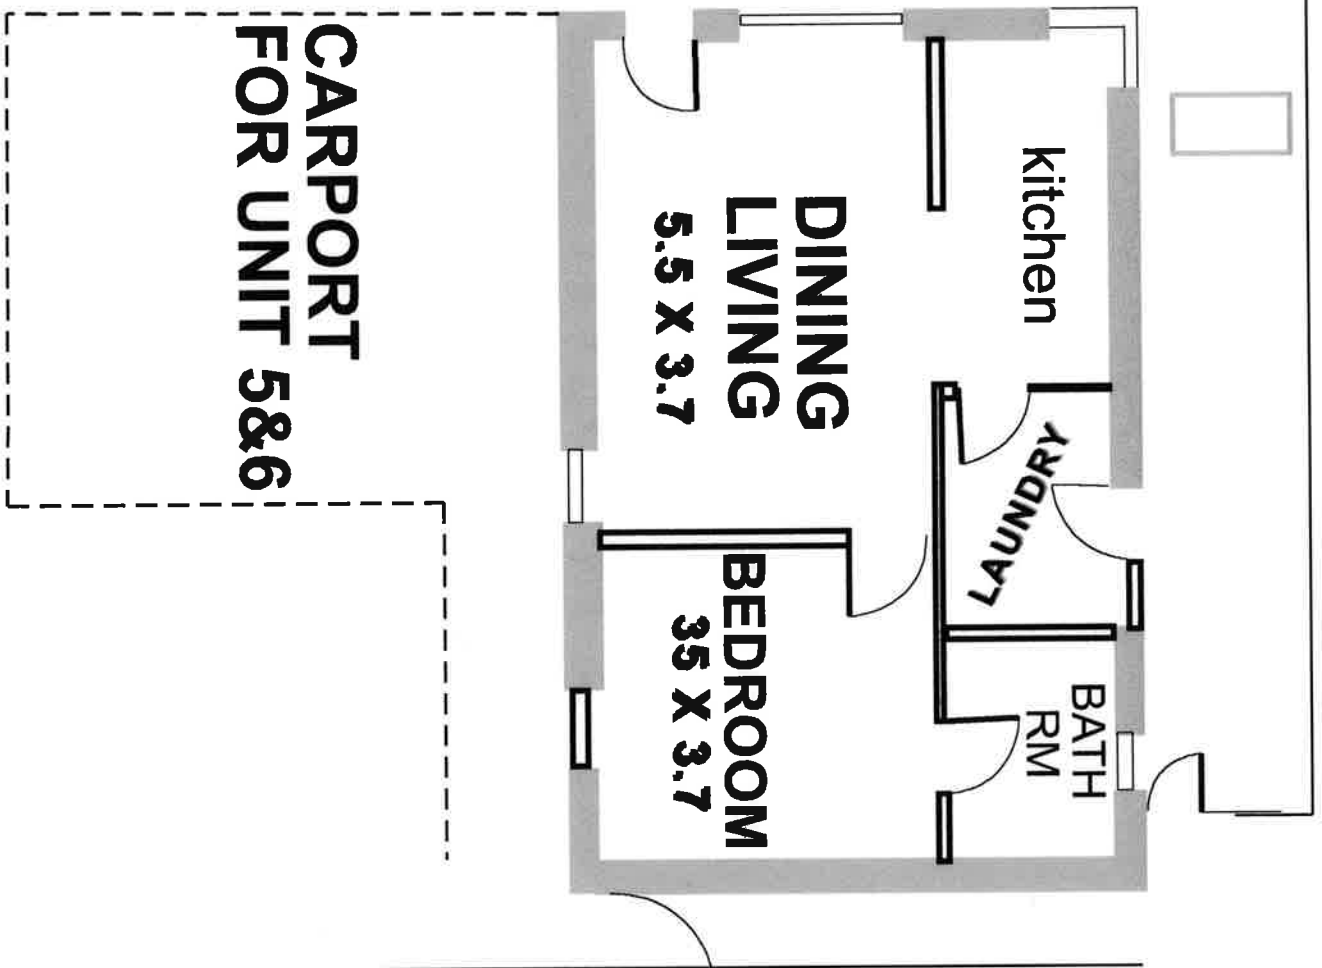 CARPORT
FOR UNIT 5&6
DINING
LIVING
5.5 X 3.7
kitchen
LAUNDRY
BEDROOM
35 X 3.7
BATH
RM